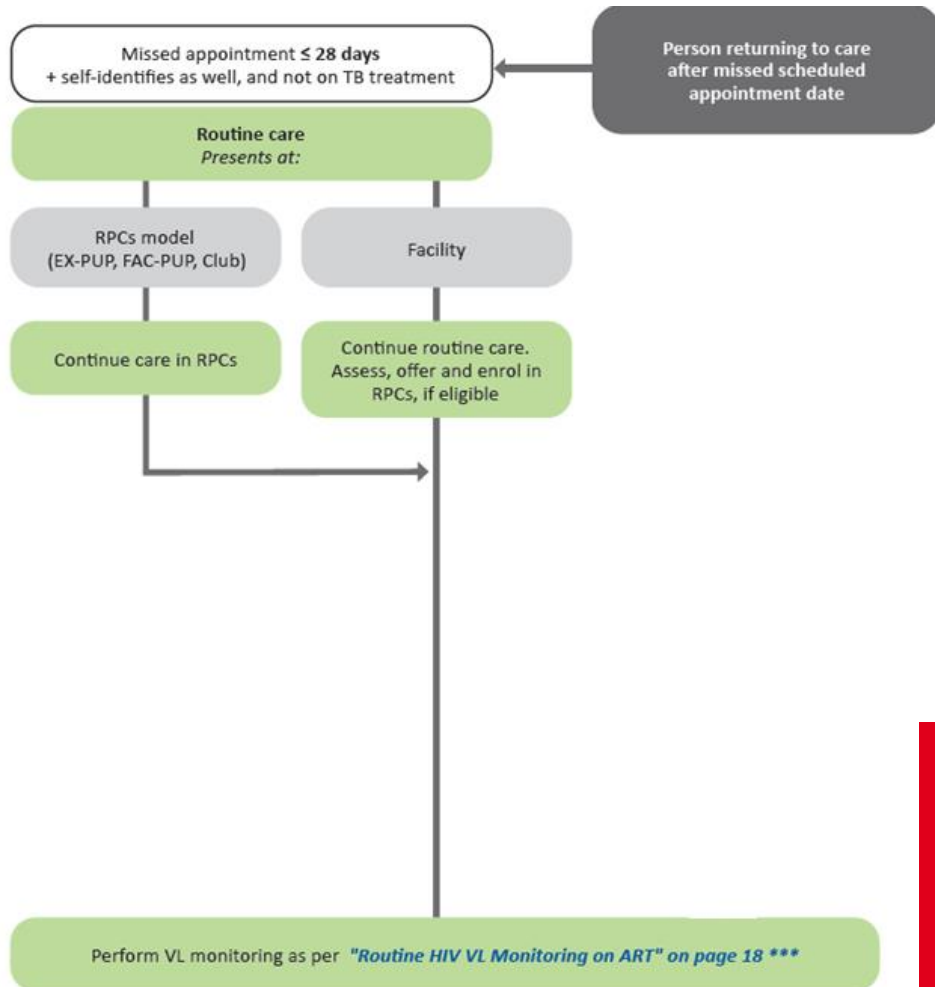 Missed appointment ≤ 28 days
+ self-identifies as well, and not on TB treatment
Person returning to care
after missed scheduled
appointment date
Routine care
Presents at:
RPCs model
(EX-PUP, FAC-PUP, Club)
Facility
Continue care in RPCs
Continue routine care.
Assess, offer and enrol in
RPCs, if eligible
Perform VL monitoring as per "Routine HIV VL Monitoring on ART" on page 18 ***